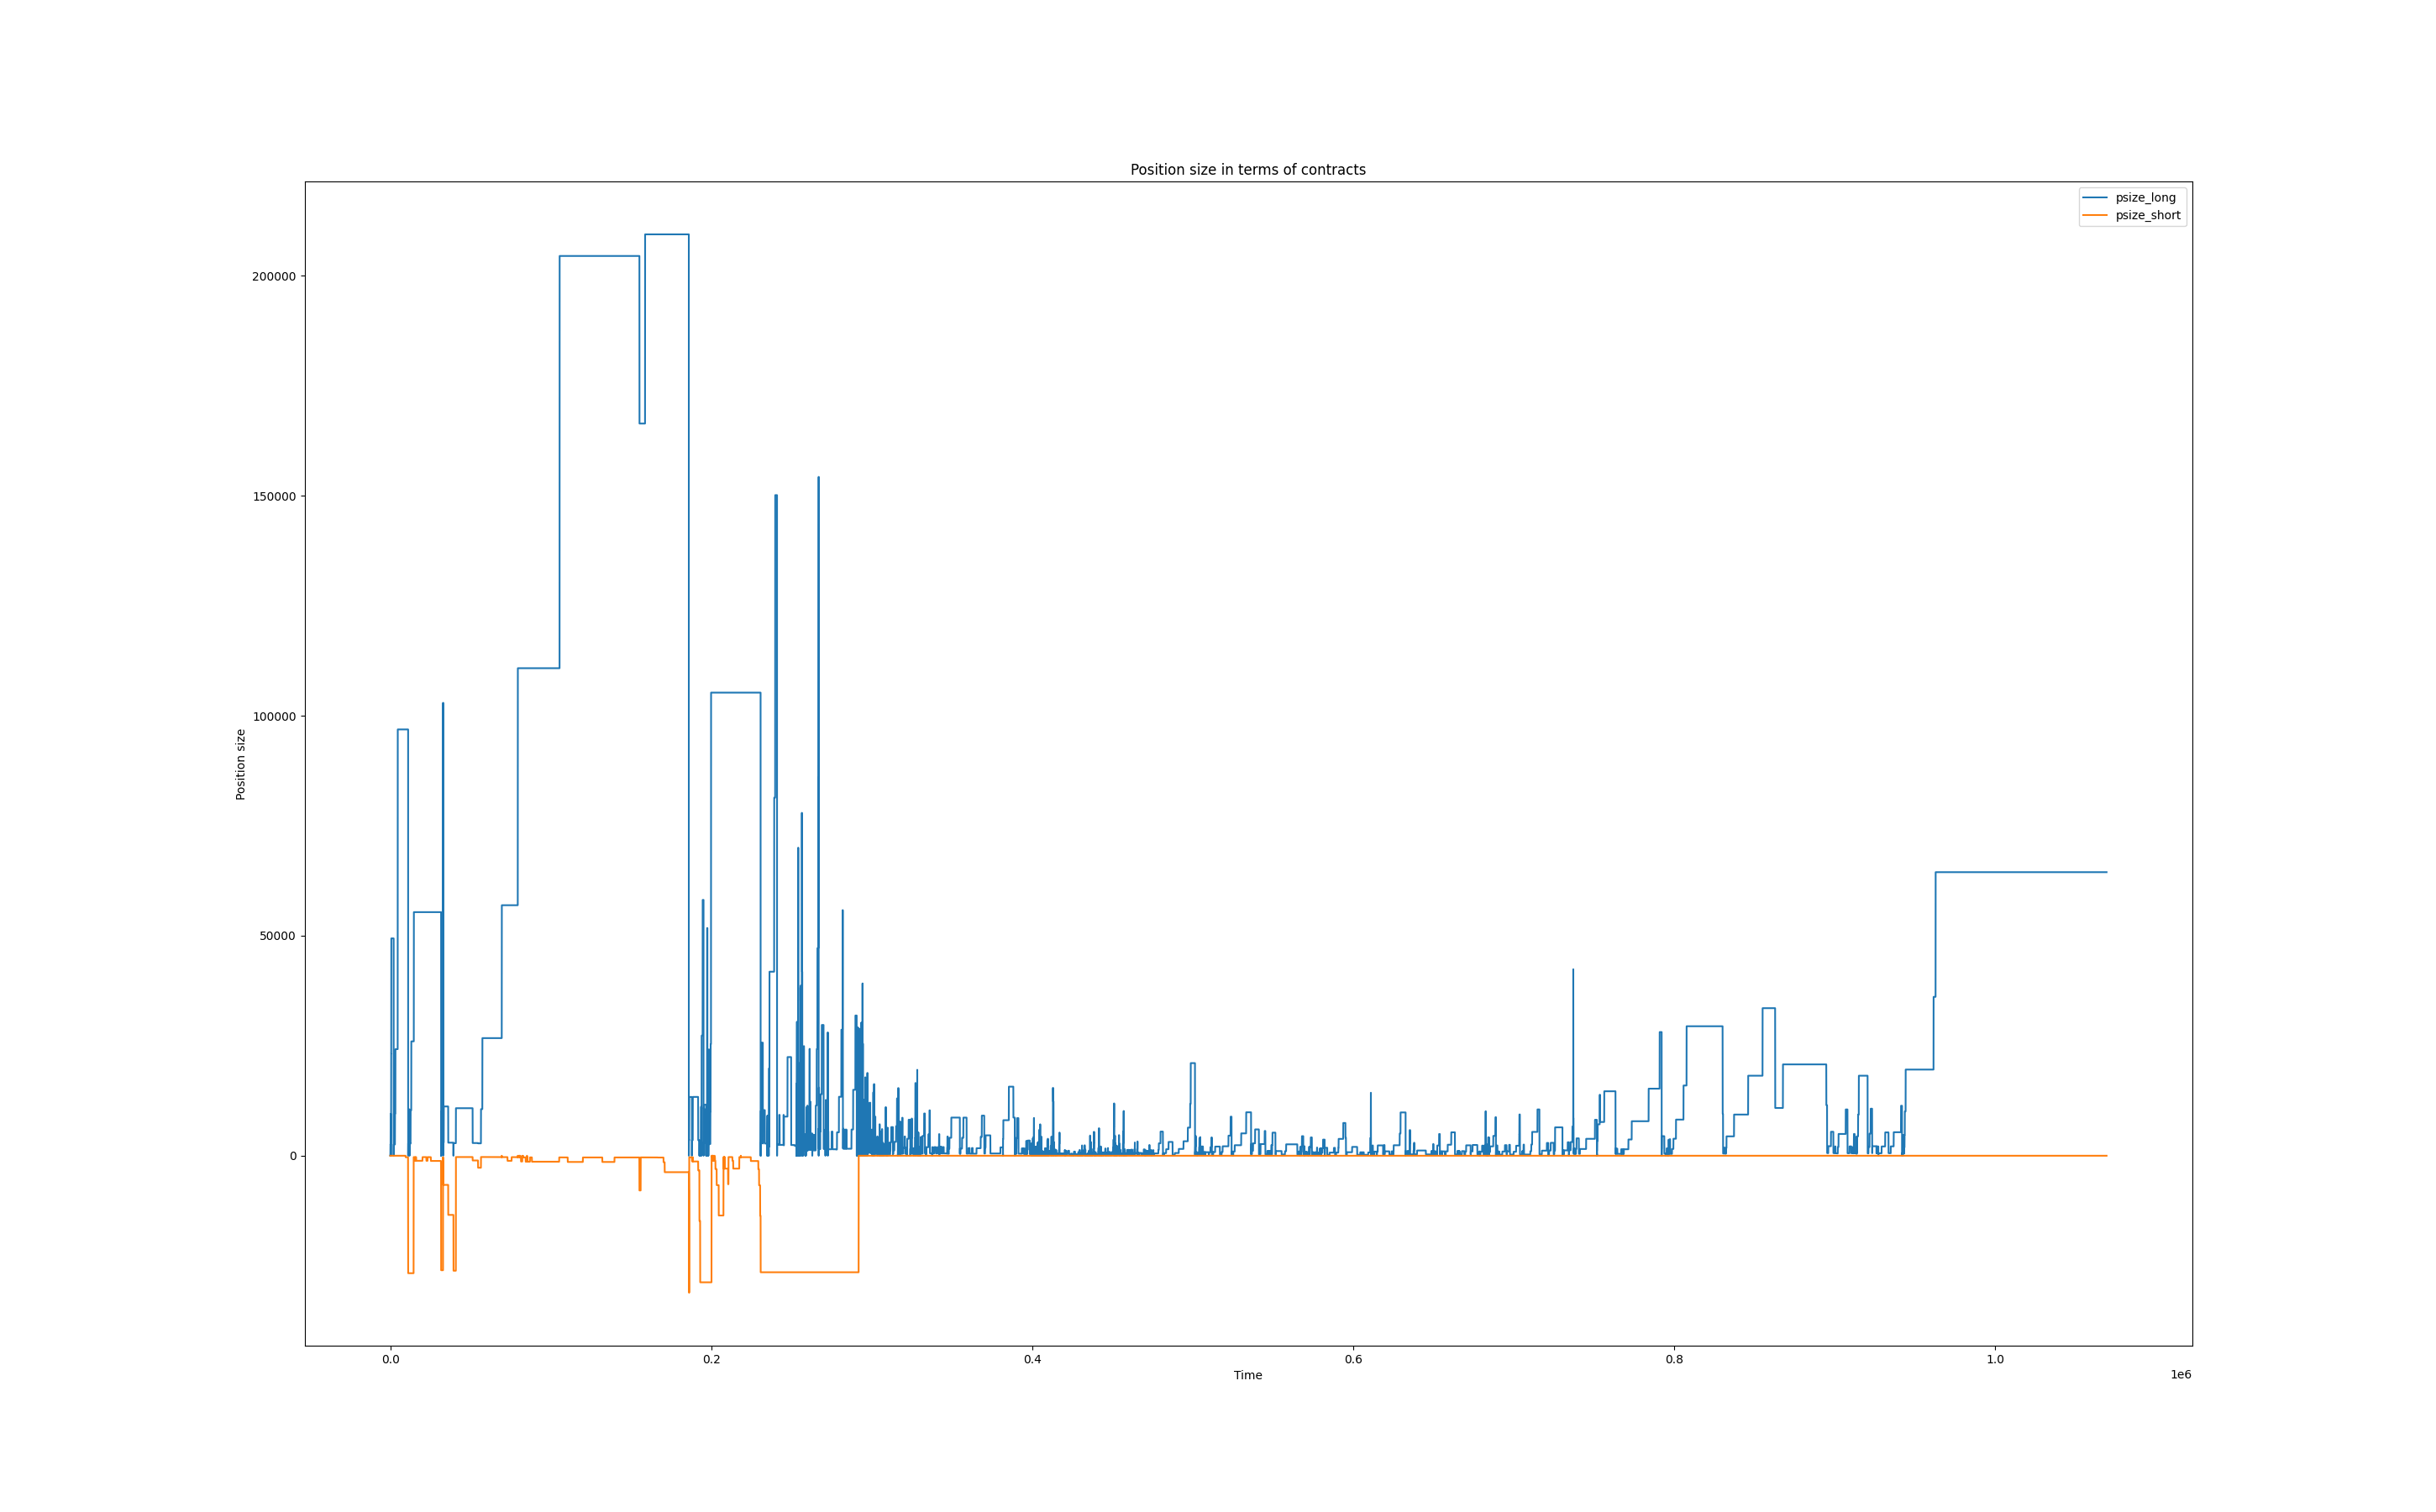 Position size in terms of contracts
psize_long
psize_short
200000
150000
100000
50000
0
Position size
0.0
0.2
0.4
0.6
0.8
1.0
Time
1e6